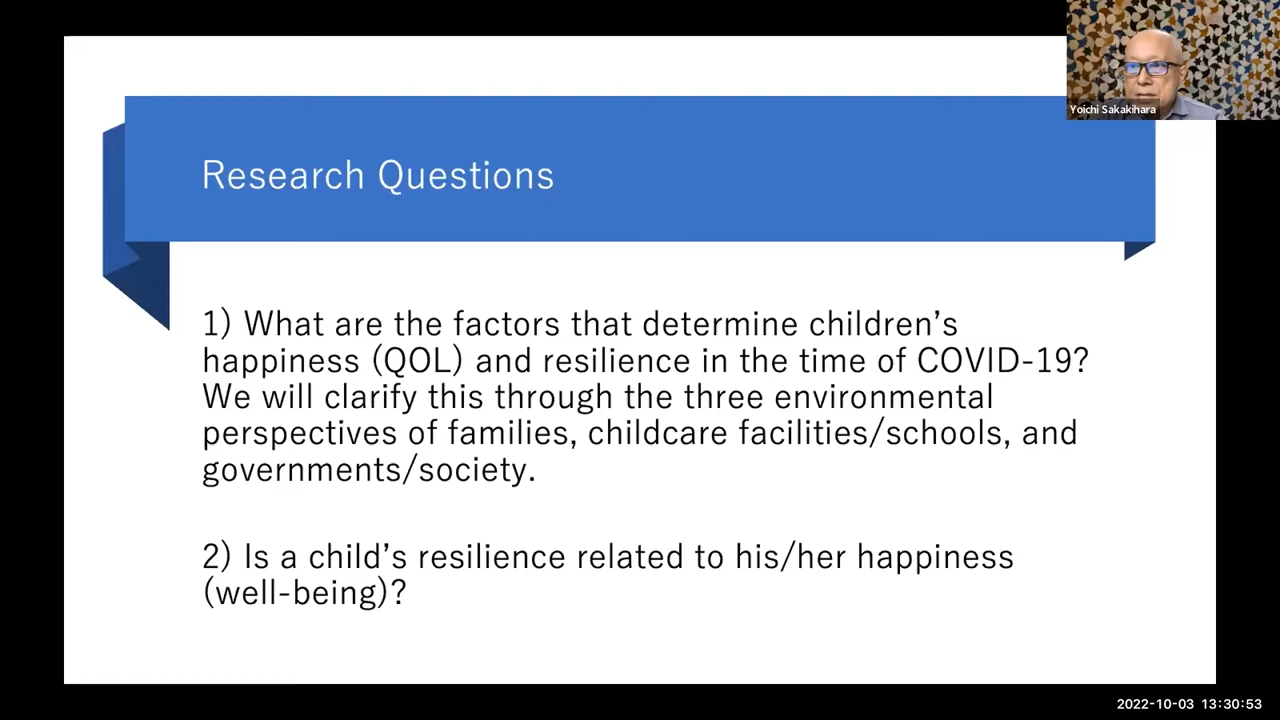 Yoichi Sakakihara
Research Questions
1) What are the factors that determine children’s
happiness (QOL) and resilience in the time of COVID-19?
We will clarify this through the three environmental
perspectives of families, childcare facilities/schools, and
governments/society.
2) Is a child’s resilience related to his/her happiness
(well-being)?
2022-10-03 13:30:53